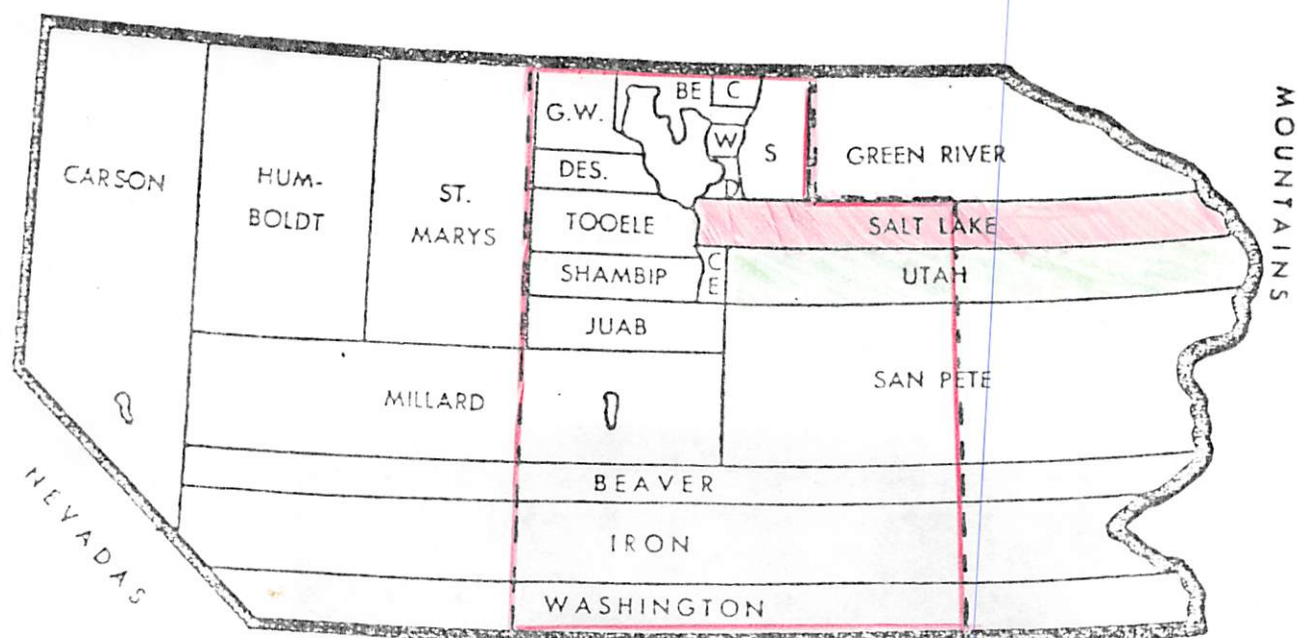 BE
C
G.W.
W
S
DES.
D
CARSON
HUM-
BOLDT
ST.
MARYS
GREEN RIVER
TOOELE
SALT LAKE
SHAMBIP
C
E
UTAH
JUAB
MILLARD
SAN PETE
BEAVER
IRON
WASHINGTON
NEVADAS
MOUNTAINS